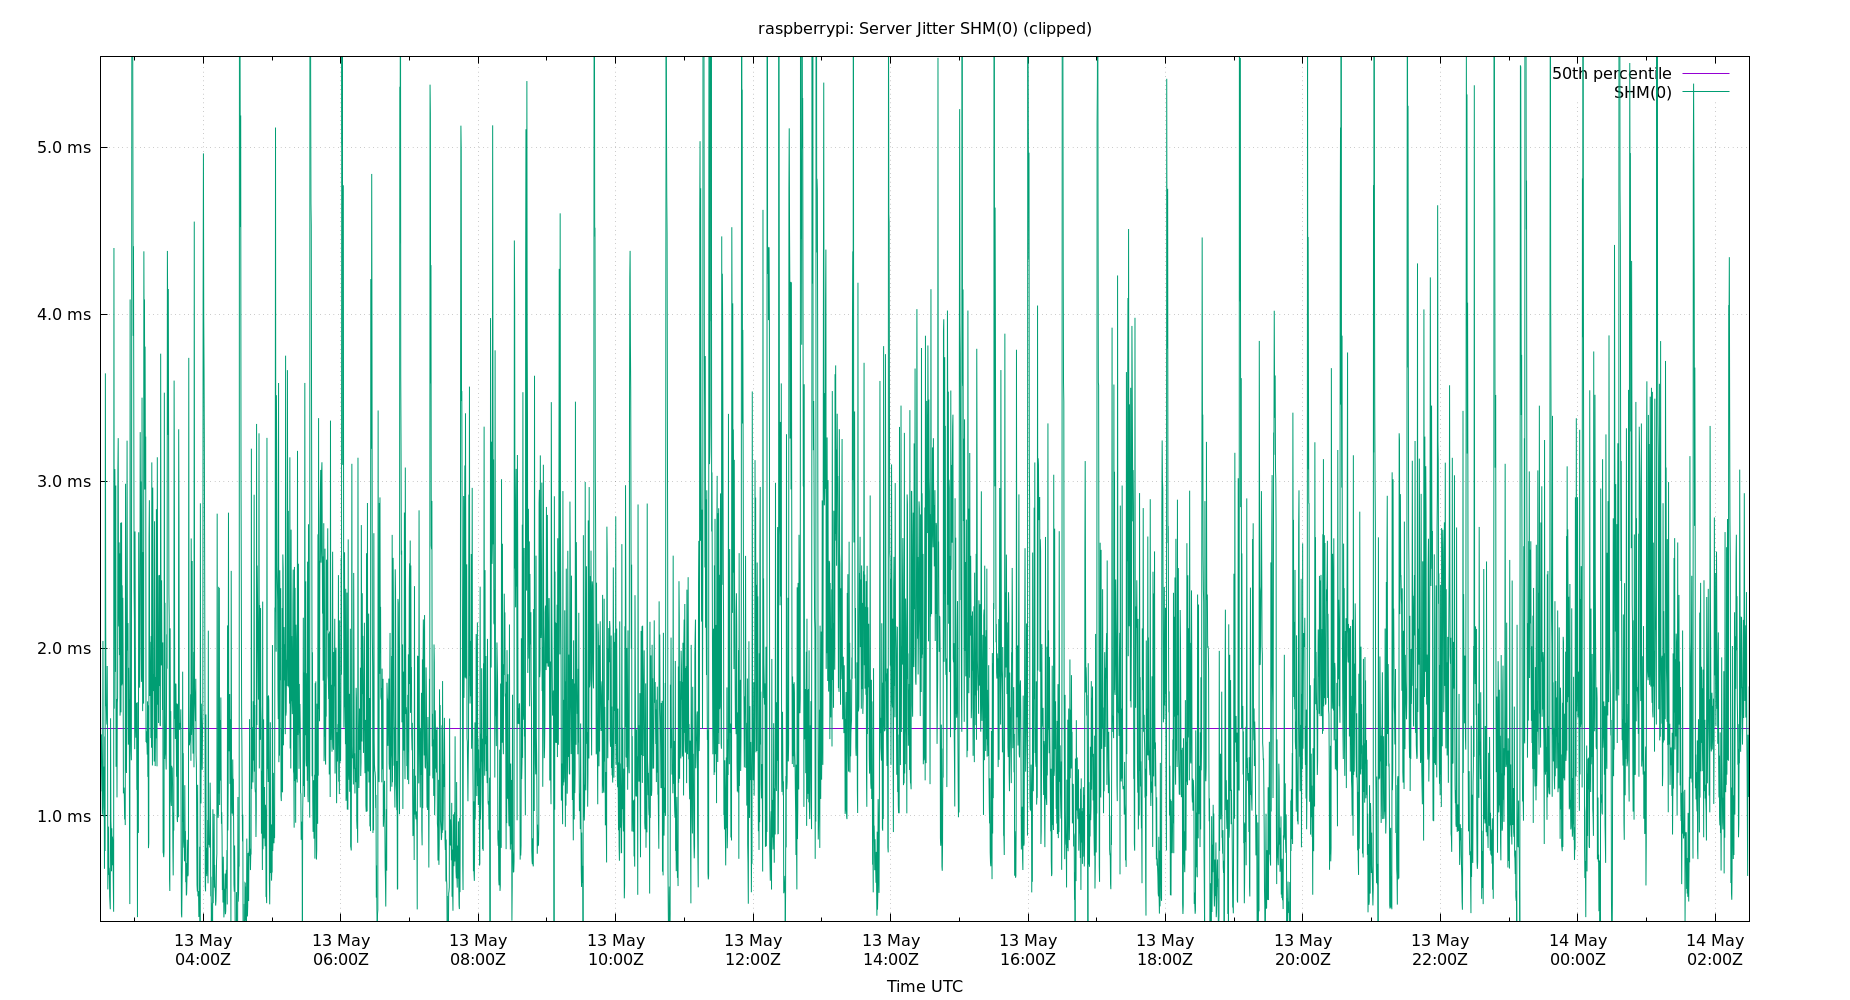 raspberrypi: Server Jitter SHM(0) (clipped)
50th percentile
SHM(0)
5.0 ms
4.0 ms
3.0 ms
2.0 ms
1.0 ms
13 May 13 May 13 May 13 May 13 May 13 May 13 May 13 May 13 May 13 May 14 May 14 May
04:00Z 06:00Z 08:00Z 10:00Z 12:00Z 14:00Z 16:00Z 18:00Z 20:00Z 22:00Z 00:00Z 02:00Z
Time UTC